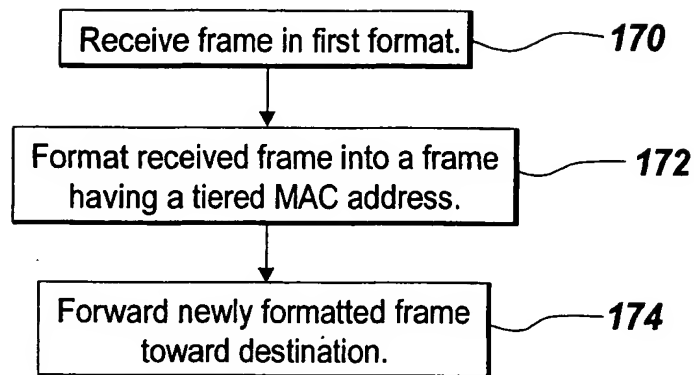 Receive frame in first format.
170
Format received frame into a frame
having a tiered MAC address.
172
Forward newly formatted frame
toward destination.
174